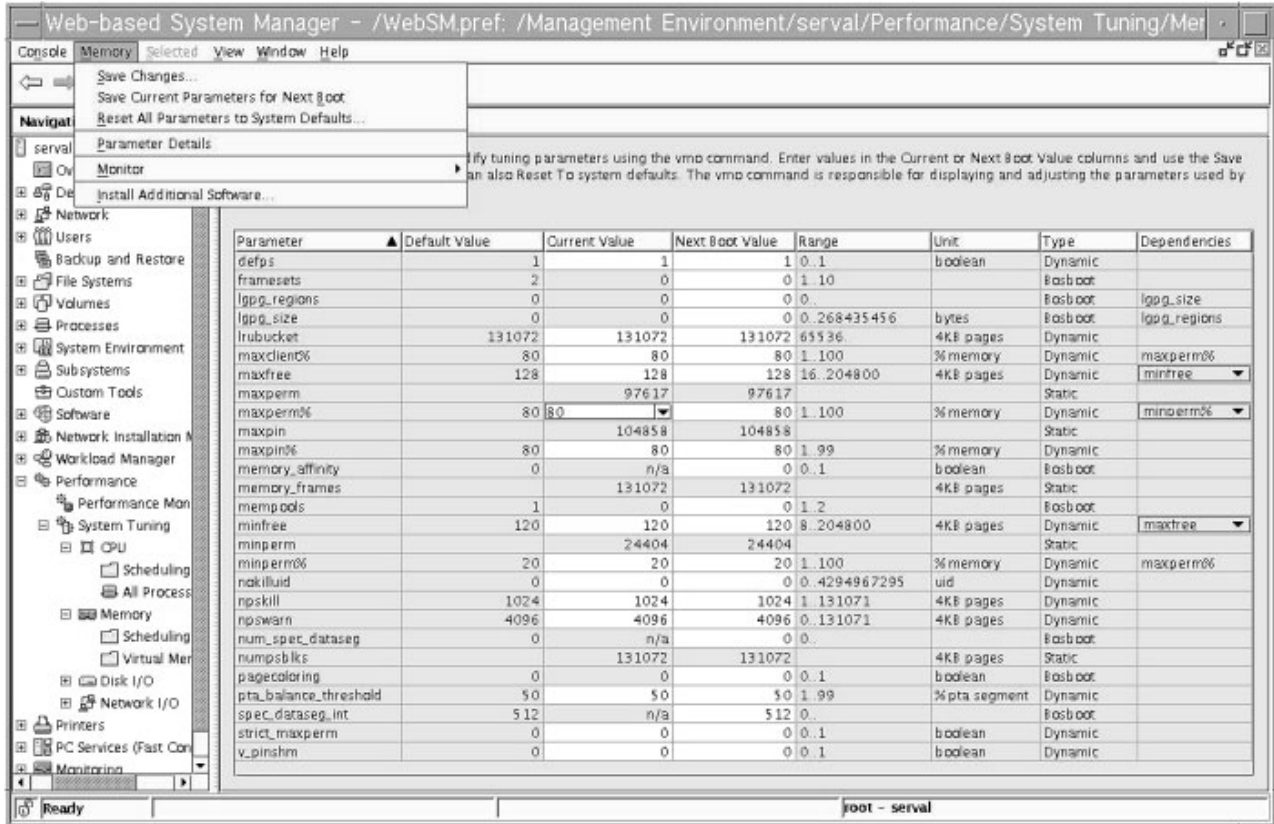 Web-based System Manager - /WebSM.pref: /Management Environment/serval/Performance/System Tuning/Mer
Console Memory Selected View Window Help
Save Changes...
Save Current Parameters for Next Boot
Reset All Parameters to System Defaults...
Parameter Details
Monitor
Install Additional Software...
Navigati
serval
Ov
De
Network
Users
Backup and Restore
File Systems
Volumes
Processes
System Environment
Subsystems
Custom Tools
Software
Network Installation M
Workload Manager
Performance
Performance Mon
System Tuning
CPU
Scheduling
All Process
Memory
Scheduling
Virtual Mer
Disk I/O
Network I/O
Printers
PC Services (Fast Con
Monitoring
ify tuning parameters using the vmo command. Enter values in the Current or Next Boot Value columns and use the Save
an also Reset To system defaults. The vmo command is responsible for displaying and adjusting the parameters used by
Parameter Default Value Current Value Next Boot Value Range Unit Type Dependencies
defps 1 1 1 0..1 boolean Dynamic
framesets 2 0 0 1..10 Bosboot
lgpg_regions 0 0 0 0.. Bosboot lgpg_size
lgpg_size 0 0 0 0..268435456 bytes Bosboot lgpg_regions
lrubucket 131072 131072 131072 65536.. 4KB pages Dynamic
maxclient% 80 80 80 1..100 % memory Dynamic maxperm%
maxfree 128 128 128 16..204800 4KB pages Dynamic minfree
maxperm 97617 97617 Static
maxperm% 80 80 80 1..100 % memory Dynamic minperm%
maxpin 104858 104858 Static
maxpin% 80 80 80 1..99 % memory Dynamic
memory_affinity 0 n/a 0 0..1 boolean Bosboot
memory_frames 131072 131072 4KB pages Static
mempools 1 0 0 1..2 Bosboot
minfree 120 120 120 8..204800 4KB pages Dynamic maxfree
minperm 24404 24404 Static
minperm% 20 20 20 1..100 % memory Dynamic maxperm%
nokilluid 0 0 0 0..4294967295 uid Dynamic
npskill 1024 1024 1024 1..131071 4KB pages Dynamic
npswarn 4096 4096 4096 0..131071 4KB pages Dynamic
num_spec_dataseg 0 n/a 0 0.. Bosboot
numpsblks 131072 131072 4KB pages Static
pagecoloring 0 0 0 0..1 boolean Bosboot
pta_balance_threshold 50 50 50 1..99 % pta segment Dynamic
spec_dataseg_int 512 n/a 512 0.. Bosboot
strict_maxperm 0 0 0 0..1 boolean Dynamic
v_pinshm 0 0 0 0..1 boolean Dynamic
Ready
root - serval